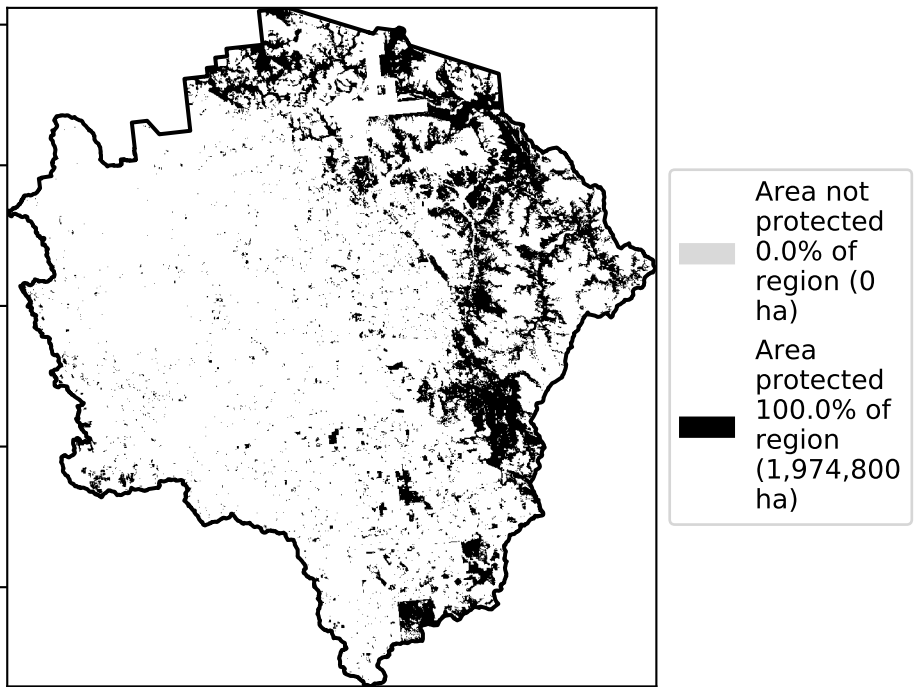 Area not
protected
0.0% of
region (0
ha)
Area
protected
100.0% of
region
(1,974,800
ha)